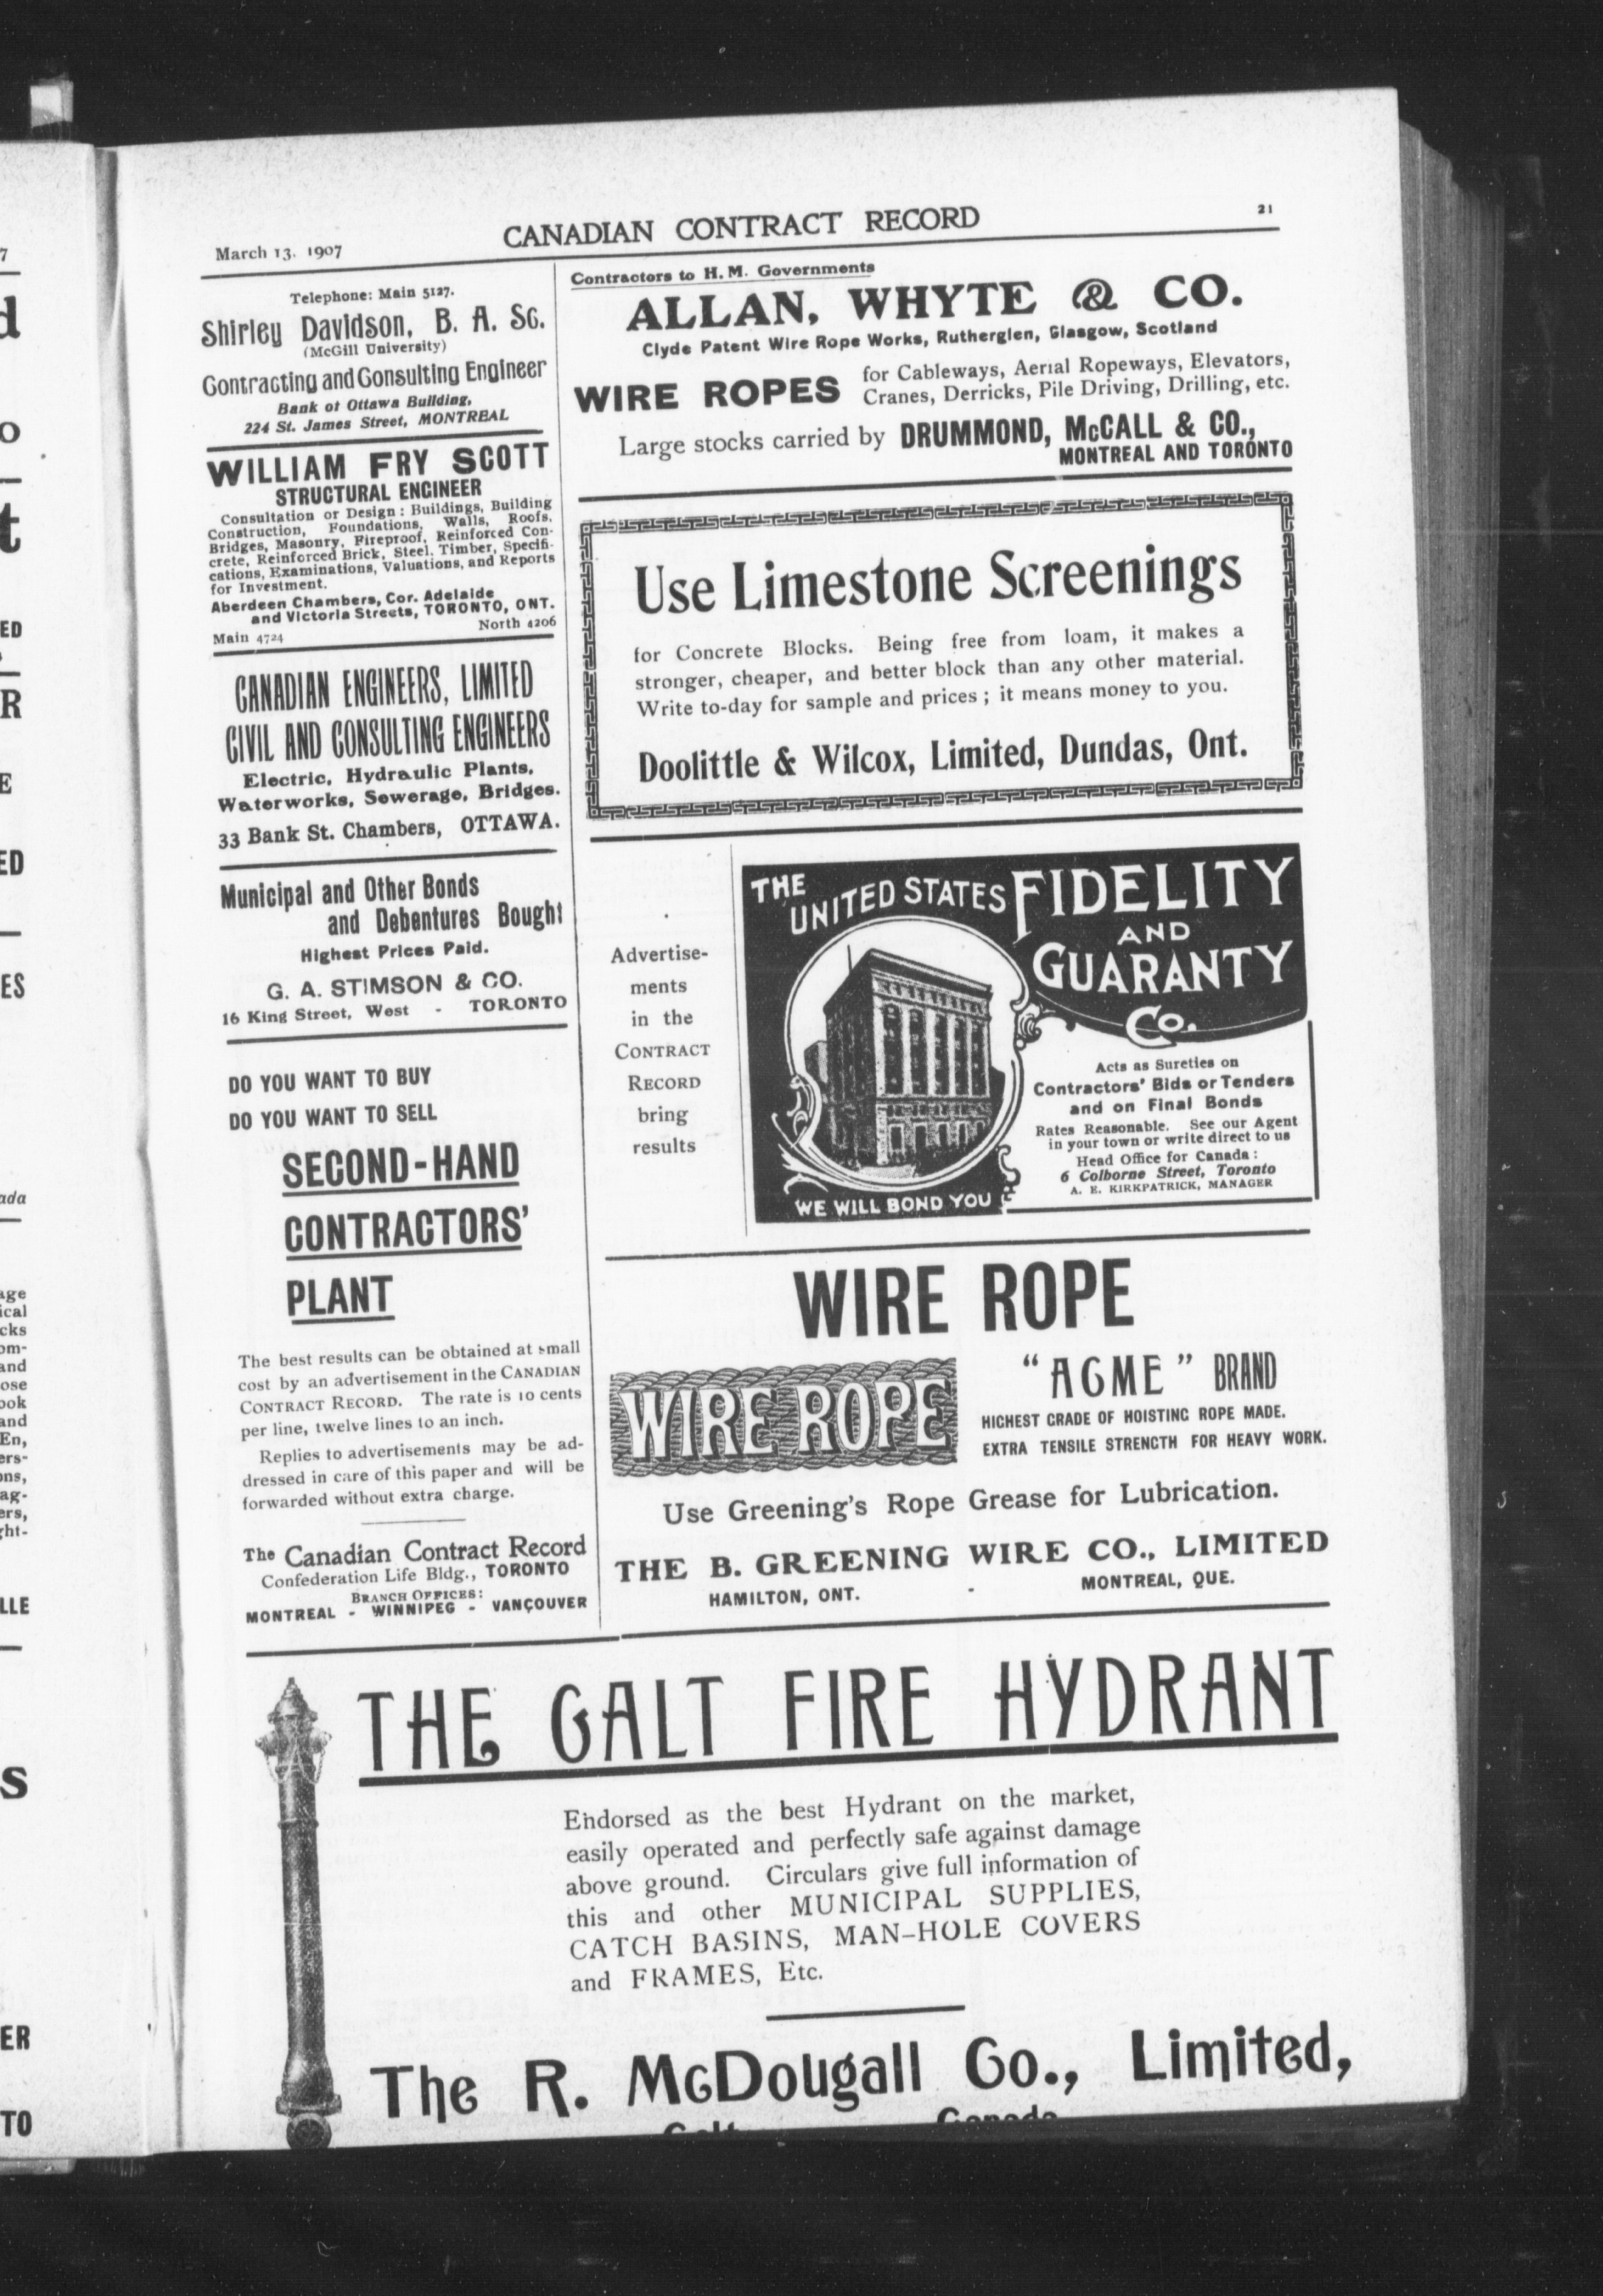 March 13, 1907
CANADIAN CONTRACT RECORD
21
Telephone: Main 5127.
Shirley Davidson, B. A. Sc.
(McGill University)
Contracting and Consulting Engineer
Bank of Ottawa Building,
224 St. James Street, MONTREAL
WILLIAM FRY SCOTT
STRUCTURAL ENGINEER
Consultation or Design : Buildings, Building
Construction, Foundations, Walls, Roofs,
Bridges, Masonry, Fireproof, Reinforced Con-
crete, Reinforced Brick, Steel, Timber, Specifi-
cations, Examinations, Valuations, and Reports
for Investment.
Aberdeen Chambers, Cor. Adelaide
and Victoria Streets, TORONTO, ONT.
Main 4724 North 4206
CANADIAN ENGINEERS, LIMITED
CIVIL AND CONSULTING ENGINEERS
Electric, Hydraulic Plants,
Waterworks, Sewerage, Bridges.
33 Bank St. Chambers, OTTAWA.
Municipal and Other Bonds
and Debentures Bought
Highest Prices Paid.
G. A. STIMSON & CO.
16 King Street, West - TORONTO
DO YOU WANT TO BUY
DO YOU WANT TO SELL
SECOND-HAND
CONTRACTORS'
PLANT
The best results can be obtained at small
cost by an advertisement in the CANADIAN
CONTRACT RECORD. The rate is 10 cents
per line, twelve lines to an inch.
Replies to advertisements may be ad-
dressed in care of this paper and will be
forwarded without extra charge.
The Canadian Contract Record
Confederation Life Bldg., TORONTO
BRANCH OFFICES:
MONTREAL - WINNIPEG - VANCOUVER
Contractors to H. M. Governments
ALLAN, WHYTE & CO.
Clyde Patent Wire Rope Works, Rutherglen, Glasgow, Scotland
WIRE ROPES for Cableways, Aerial Ropeways, Elevators,
Cranes, Derricks, Pile Driving, Drilling, etc.
Large stocks carried by DRUMMOND, McCALL & CO.,
MONTREAL AND TORONTO
Use Limestone Screenings
for Concrete Blocks. Being free from loam, it makes a
stronger, cheaper, and better block than any other material.
Write to-day for sample and prices ; it means money to you.
Doolittle & Wilcox, Limited, Dundas, Ont.
Advertise-
ments
in the
CONTRACT
RECORD
bring
results
THE UNITED STATES FIDELITY
AND
GUARANTY
Co.
WE WILL BOND YOU
Acts as Sureties on
Contractors' Bids or Tenders
and on Final Bonds
Rates Reasonable. See our Agent
in your town or write direct to us
Head Office for Canada :
6 Colborne Street, Toronto
A. E. KIRKPATRICK, MANAGER
WIRE ROPE
WIRE ROPE
"ACME" BRAND
HIGHEST GRADE OF HOISTING ROPE MADE.
EXTRA TENSILE STRENGTH FOR HEAVY WORK.
Use Greening's Rope Grease for Lubrication.
THE B. GREENING WIRE CO., LIMITED
HAMILTON, ONT. - MONTREAL, QUE.
THE GALT FIRE HYDRANT
Endorsed as the best Hydrant on the market,
easily operated and perfectly safe against damage
above ground. Circulars give full information of
this and other MUNICIPAL SUPPLIES,
CATCH BASINS, MAN-HOLE COVERS
and FRAMES, Etc.
The R. McDougall Co., Limited,
Galt Canada